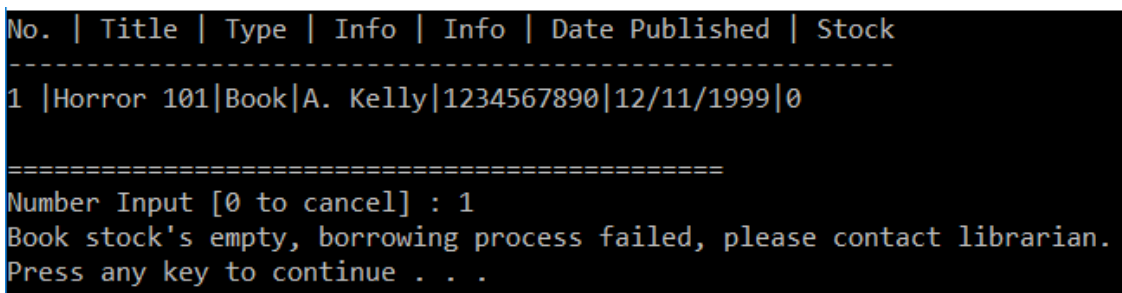 No. | Title | Type | Info | Info | Date Published | Stock
---------------------------------------------------------
1 |Horror 101|Book|A. Kelly|1234567890|12/11/1999|0
==============================================
Number Input [0 to cancel] : 1
Book stock's empty, borrowing process failed, please contact librarian.
Press any key to continue . . .